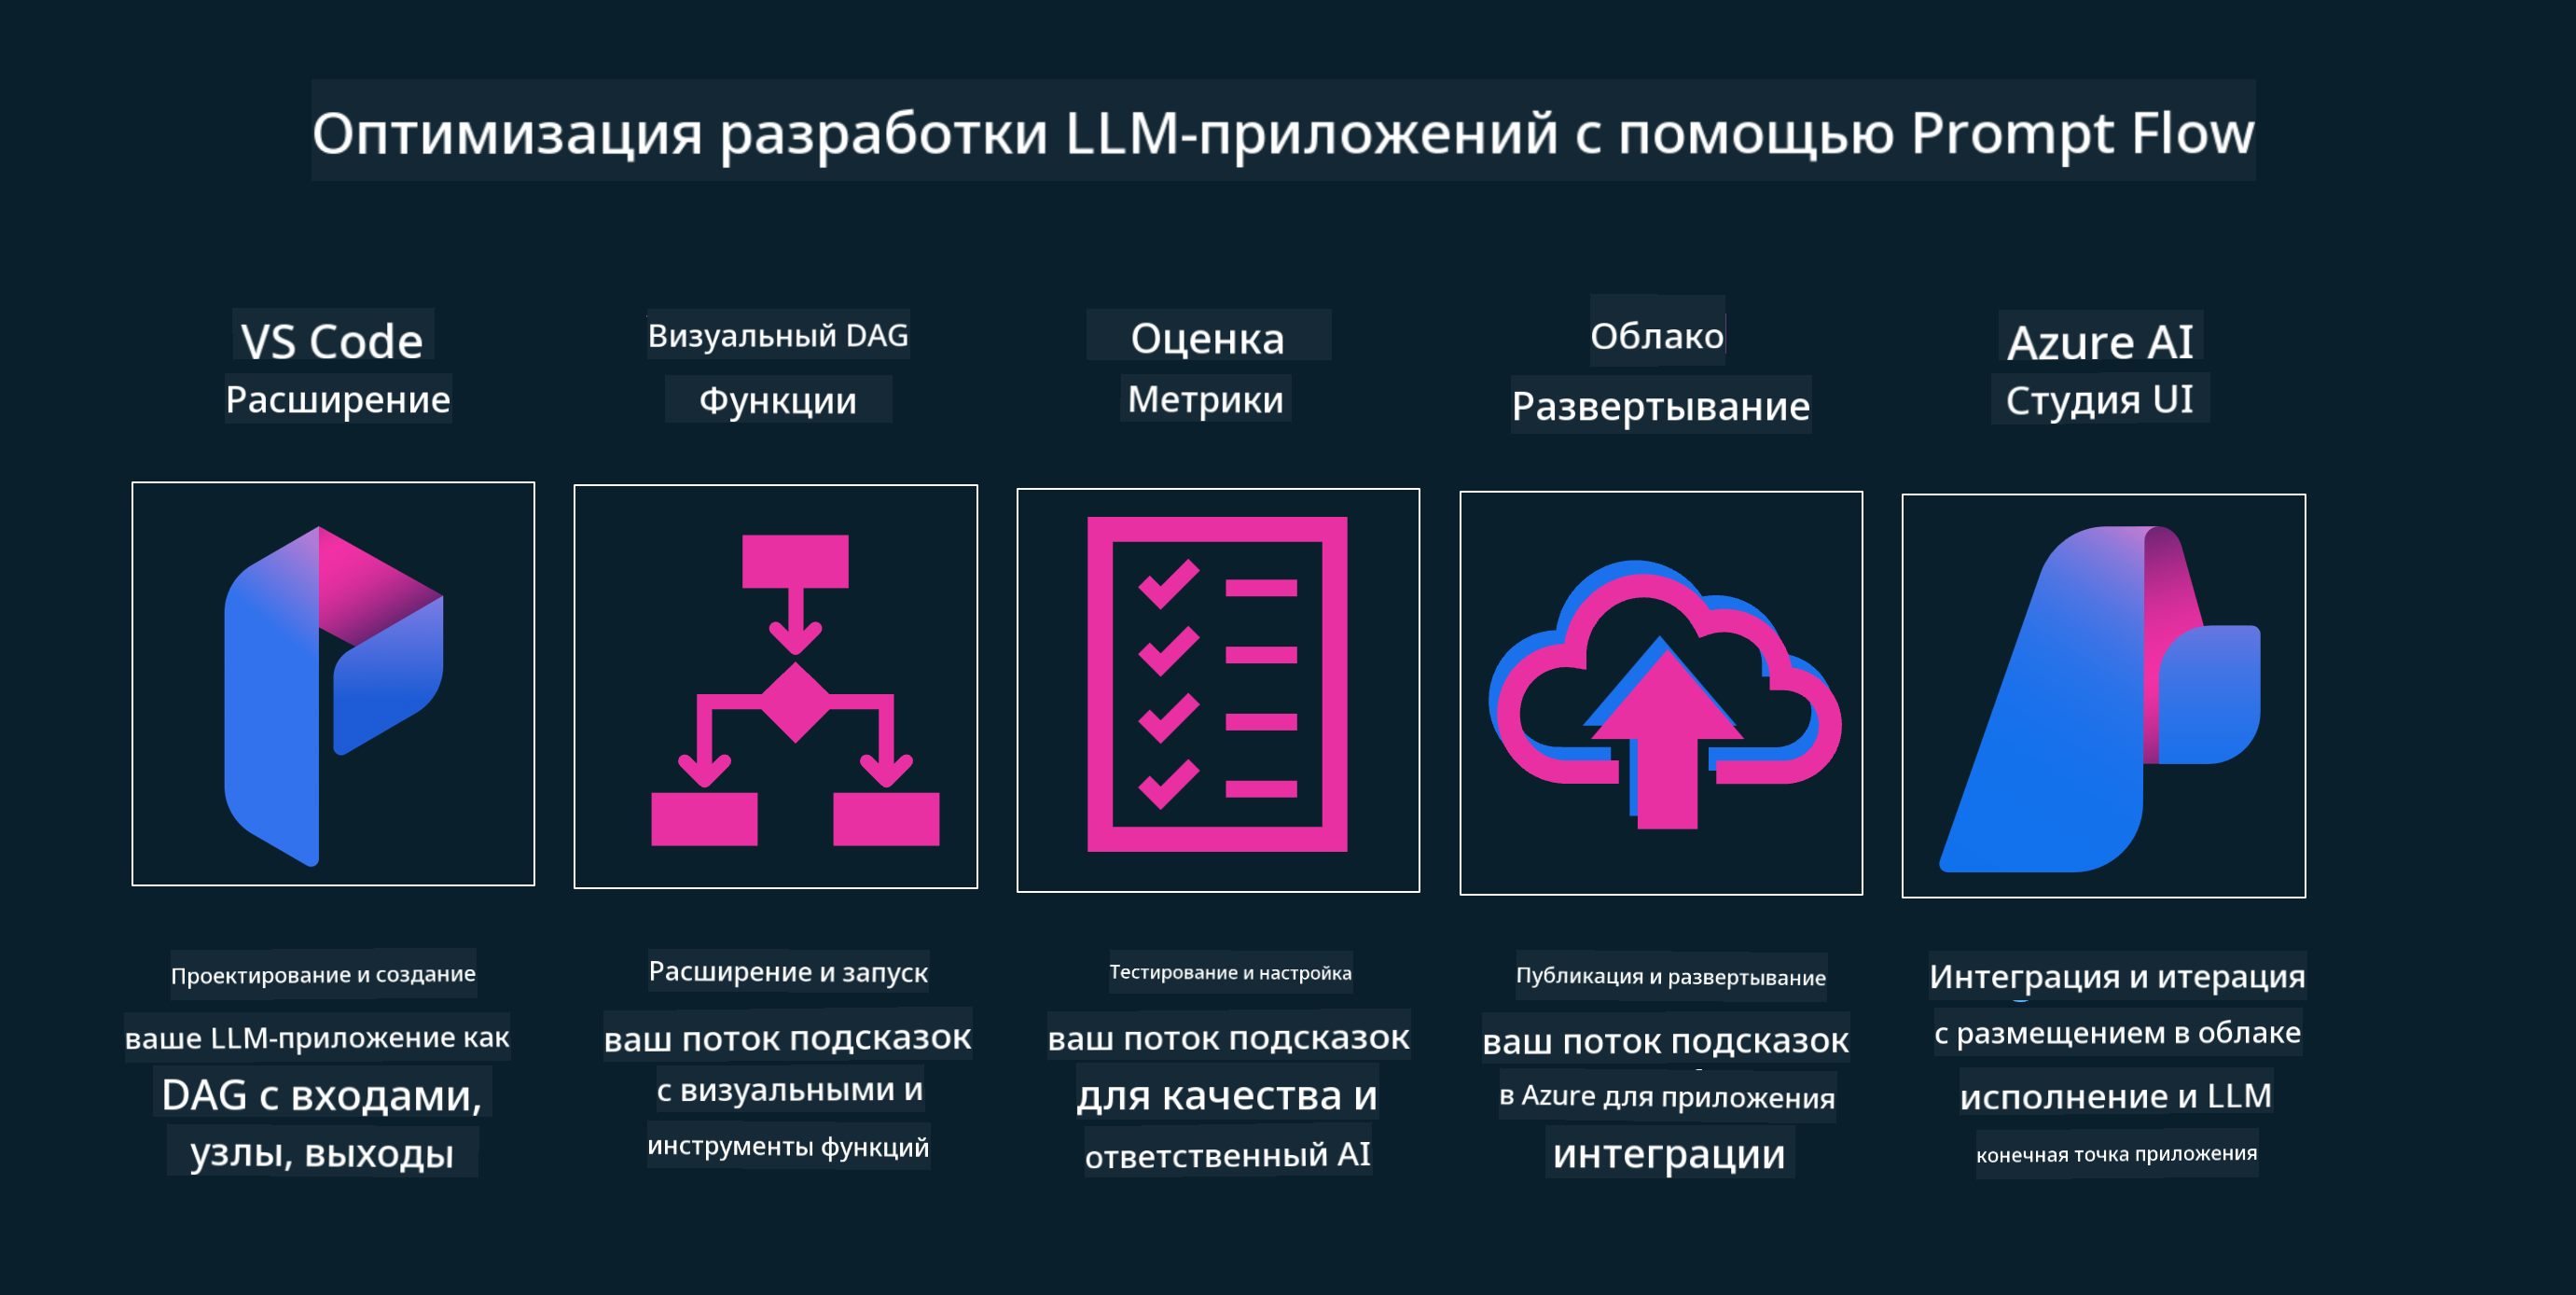 Оптимизация разработки LLM-приложений с помощью Prompt Flow
VS Code
Расширение
Визуальный DAG
Функции
Оценка
Метрики
Облако
Развертывание
Azure AI
Студия UI
Проектирование и создание
ваше LLM-приложение как
DAG с входами,
узлы, выходы
Расширение и запуск
ваш поток подсказок
с визуальными и
инструменты функций
Тестирование и настройка
ваш поток подсказок
для качества и
ответственный AI
Публикация и развертывание
ваш поток подсказок
в Azure для приложения
интеграции
Интеграция и итерация
с размещением в облаке
исполнение и LLM
конечная точка приложения